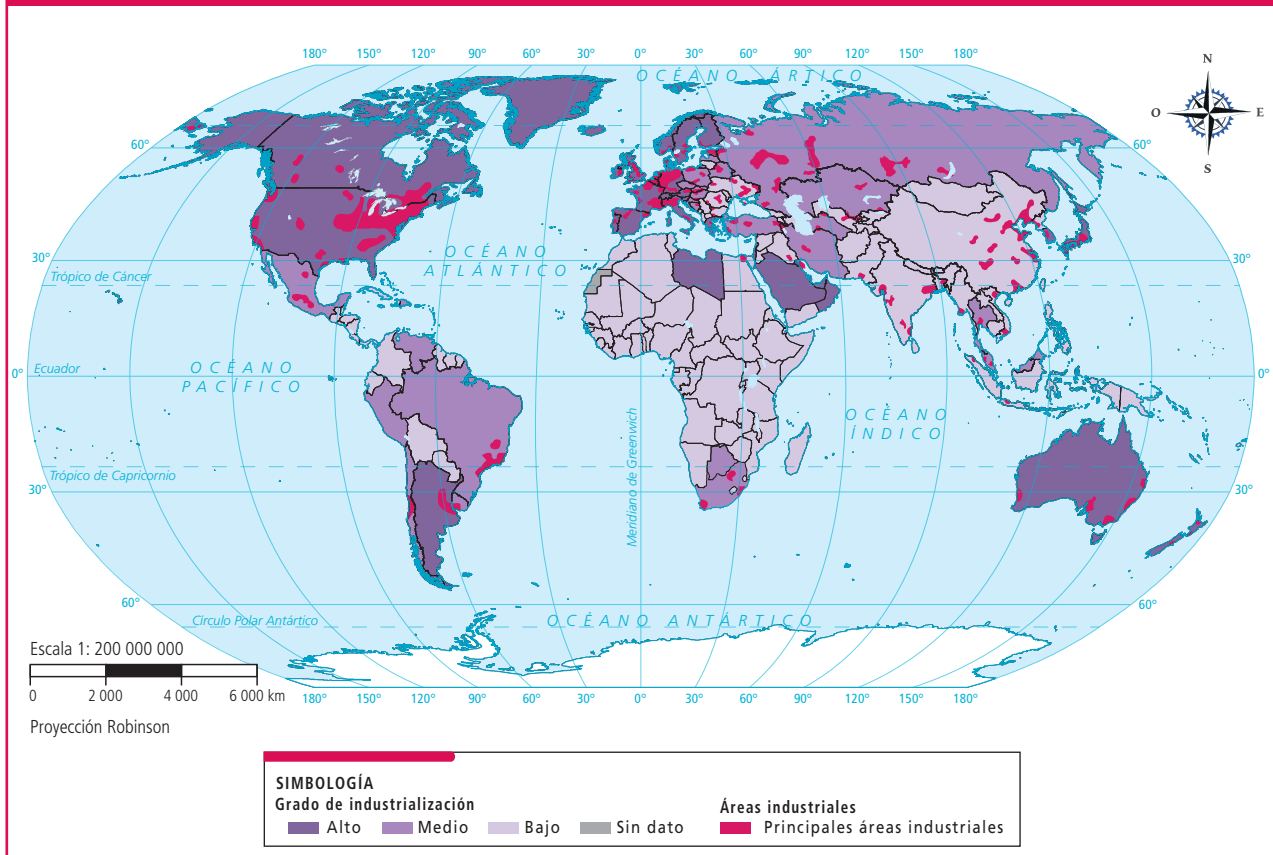 180° 150° 120° 90° 60° 30° 0° 30° 60° 90° 120° 150° 180°
OCÉANO ÁRTICO
N
O E
S
60° 60°
OCÉANO
ATLÁNTICO
30° 30°
Trópico de Cáncer
OCÉANO
PACÍFICO
Ecuador
0° 0°
OCÉANO
ÍNDICO
Meridiano de Greenwich
Trópico de Capricornio
30° 30°
60° 60°
Círculo Polar Antártico
OCÉANO ANTÁRTICO
Escala 1: 200 000 000
0 2 000 4 000 6 000 km
180° 150° 120° 90° 60° 30° 0° 30° 60° 90° 120° 150° 180°
Proyección Robinson
SIMBOLOGÍA
Grado de industrialización Áreas industriales
Alto Medio Bajo Sin dato Principales áreas industriales